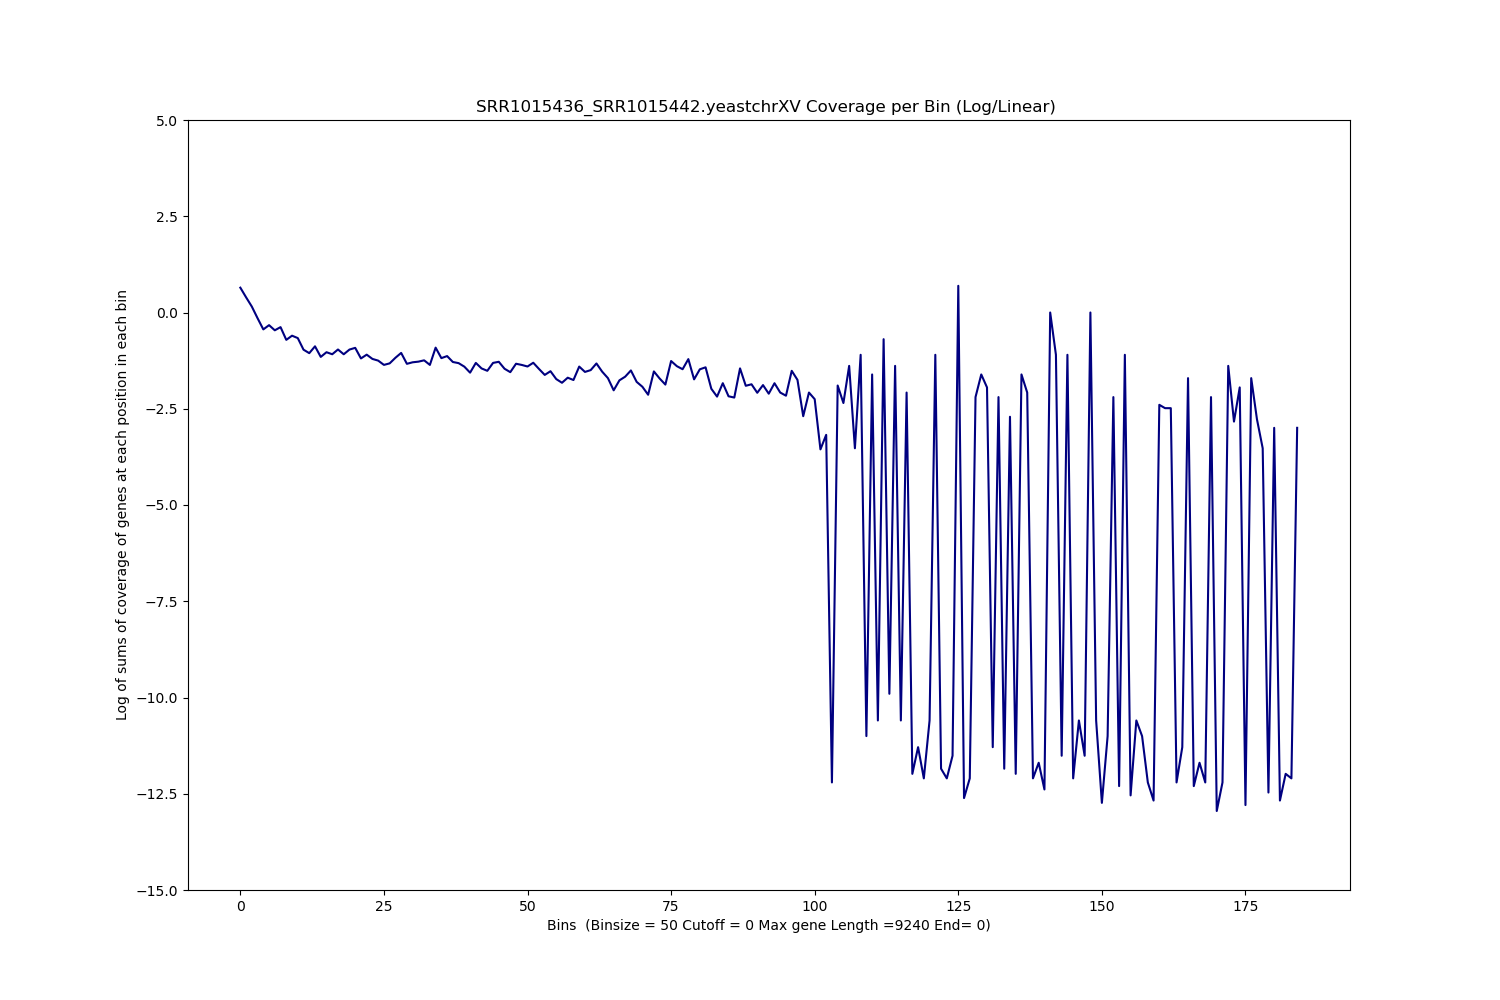 SRR1015436_SRR1015442.yeastchrXV Coverage per Bin (Log/Linear)
Log of sums of coverage of genes at each position in each bin
5.0
2.5
0.0
−2.5
−5.0
−7.5
−10.0
−12.5
−15.0
0 25 50 75 100 125 150 175
Bins  (Binsize = 50 Cutoff = 0 Max gene Length =9240 End= 0)